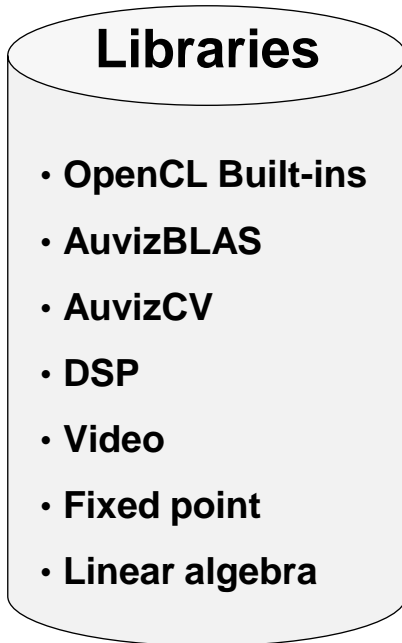 Libraries
• OpenCL Built-ins
• AuvizBLAS
• AuvizCV
• DSP
• Video
• Fixed point
• Linear algebra